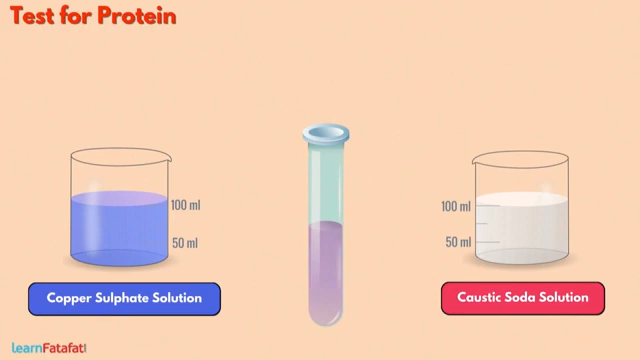 Test for Protein
100 ml
50 ml
100 ml
50 ml
Copper Sulphate Solution
Caustic Soda Solution
learnFatafat